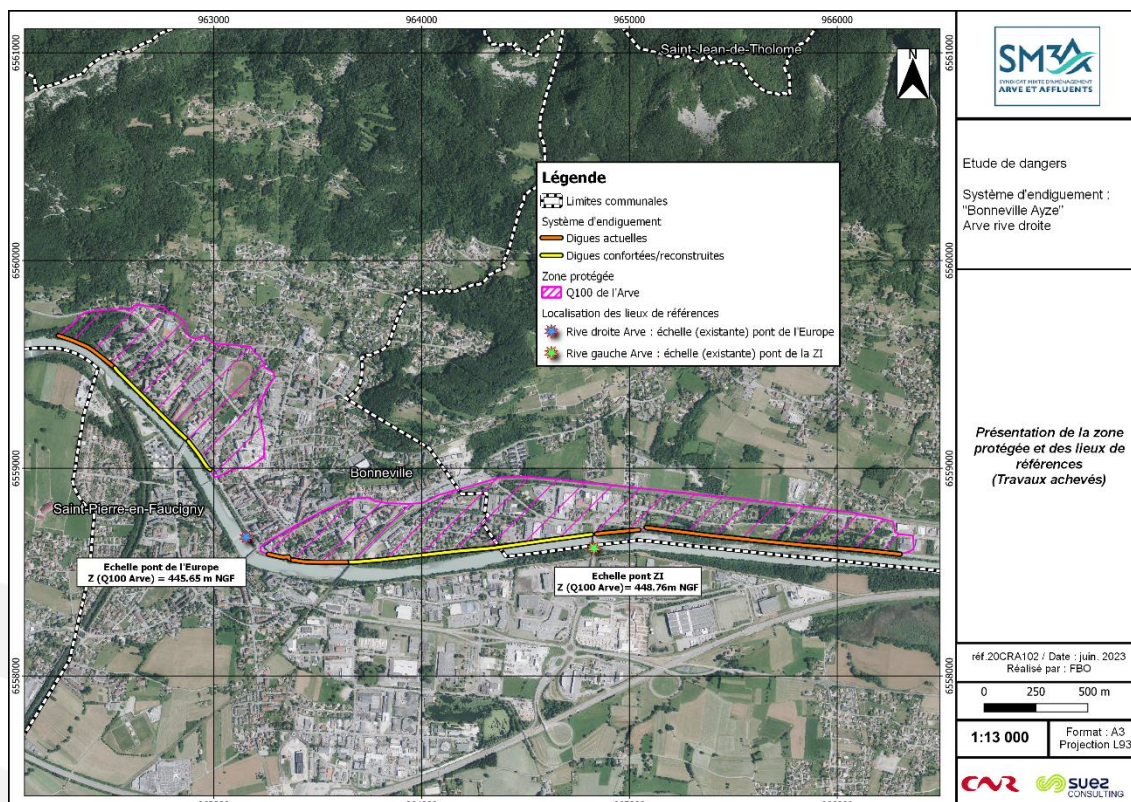 963000
964000
965000
966000
6561000
6561000
Saint-Jean-de-Tholome
N
Légende
Limites communales
Système d'endiguement
Digues actuelles
Digues confortées/reconstruites
Zone protégée
Q100 de l'Arve
Localisation des lieux de références
Rive droite Arve : échelle (existante) pont de l'Europe
Rive gauche Arve : échelle (existante) pont de la ZI
6560000
6560000
6559000
6559000
Bonneville
Saint-Pierre-en-Faucigny
Echelle pont de l'Europe
Z (Q100 Arve) = 445.65 m NGF
Echelle pont ZI
Z (Q100 Arve)= 448.76m NGF
6558000
6558000
SM3A
SYNDICAT MIXTE D'AMÉNAGEMENT
ARVE ET AFFLUENTS
Etude de dangers
Système d'endiguement :
"Bonneville Ayze"
Arve rive droite
Présentation de la zone
protégée et des lieux de
références
(Travaux achevés)
réf.20CRA102 / Date : juin. 2023
Réalisé par : FBO
0 250 500 m
1:13 000
Format : A3
Projection L93
CNR
suez
CONSULTING